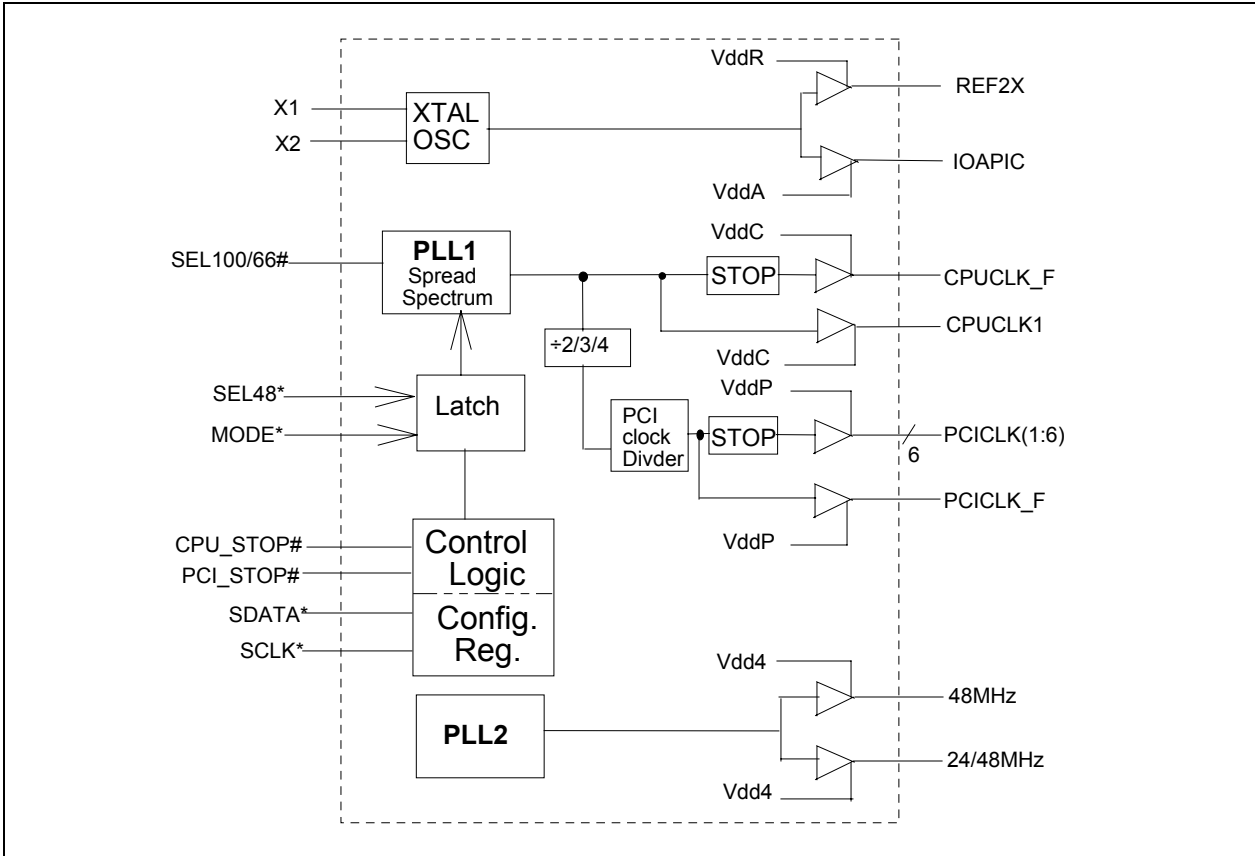 VddR
REF2X
X1
XTAL
OSC
X2
IOAPIC
VddA
VddC
SEL100/66#
PLL1
Spread
Spectrum
STOP
CPUCLK_F
CPUCLK1
÷2/3/4
VddC
SEL48*
Latch
MODE*
VddP
PCI
clock
Divder
STOP
PCICLK(1:6)
6
PCICLK_F
VddP
CPU_STOP#
PCI_STOP#
Control
Logic
SDATA*
SCLK*
Config.
Reg.
Vdd4
48MHz
PLL2
24/48MHz
Vdd4